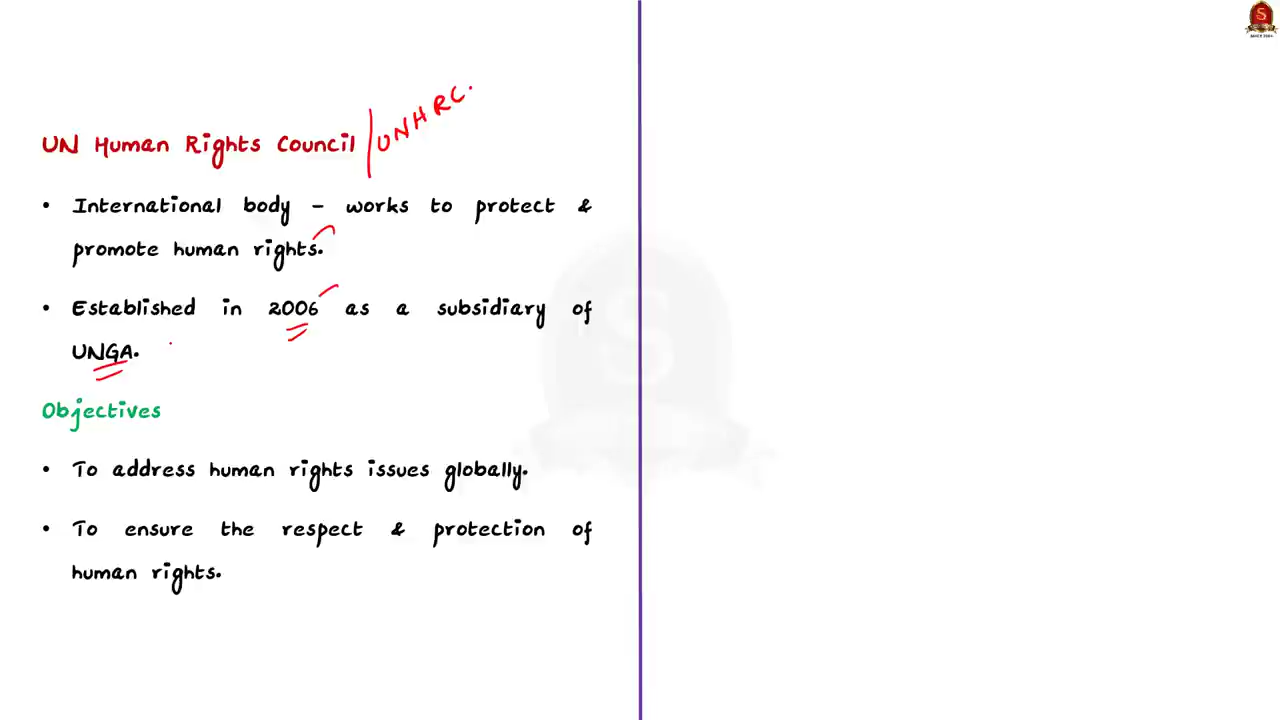 UN Human Rights Council /UNHRC.
• International body - works to protect &
promote human rights.
• Established in 2006 as a subsidiary of
UNGA.
Objectives
• To address human rights issues globally.
• To ensure the respect & protection of
human rights.
S